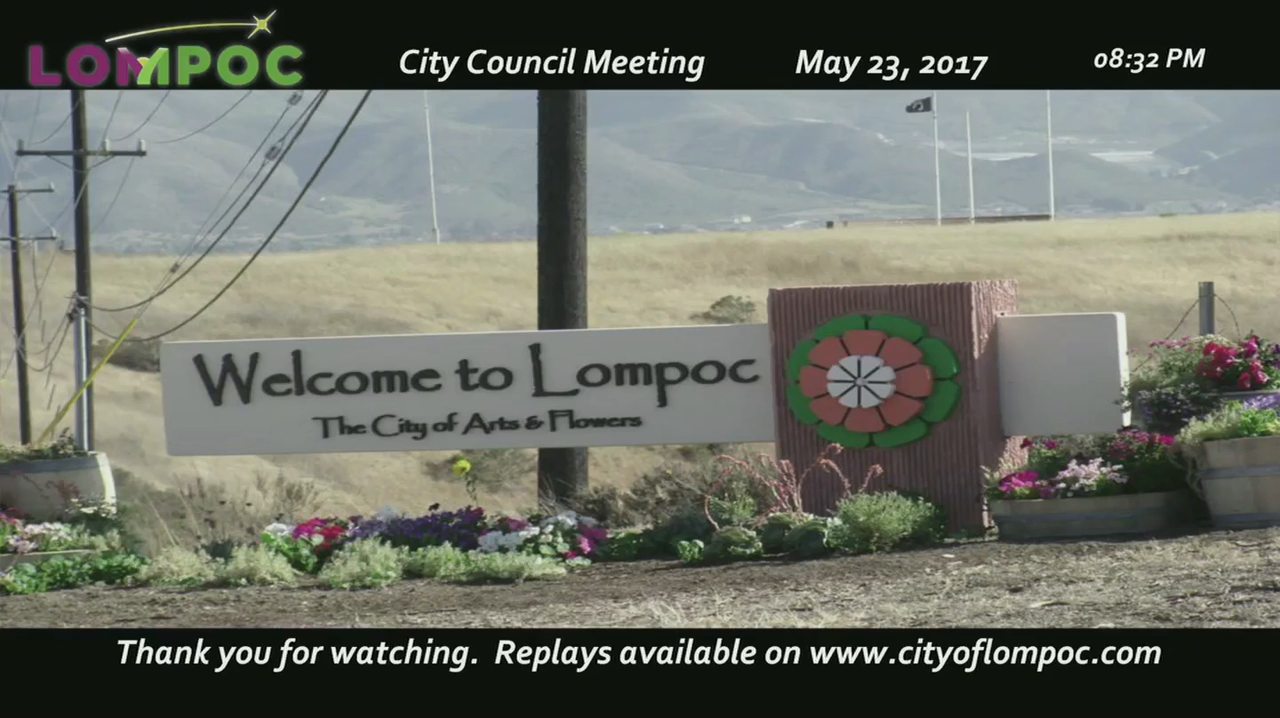 LOMPOC
City Council Meeting May 23, 2017 08:32 PM
Welcome to Lompoc
The City of Arts & Flowers
Thank you for watching. Replays available on www.cityoflompoc.com